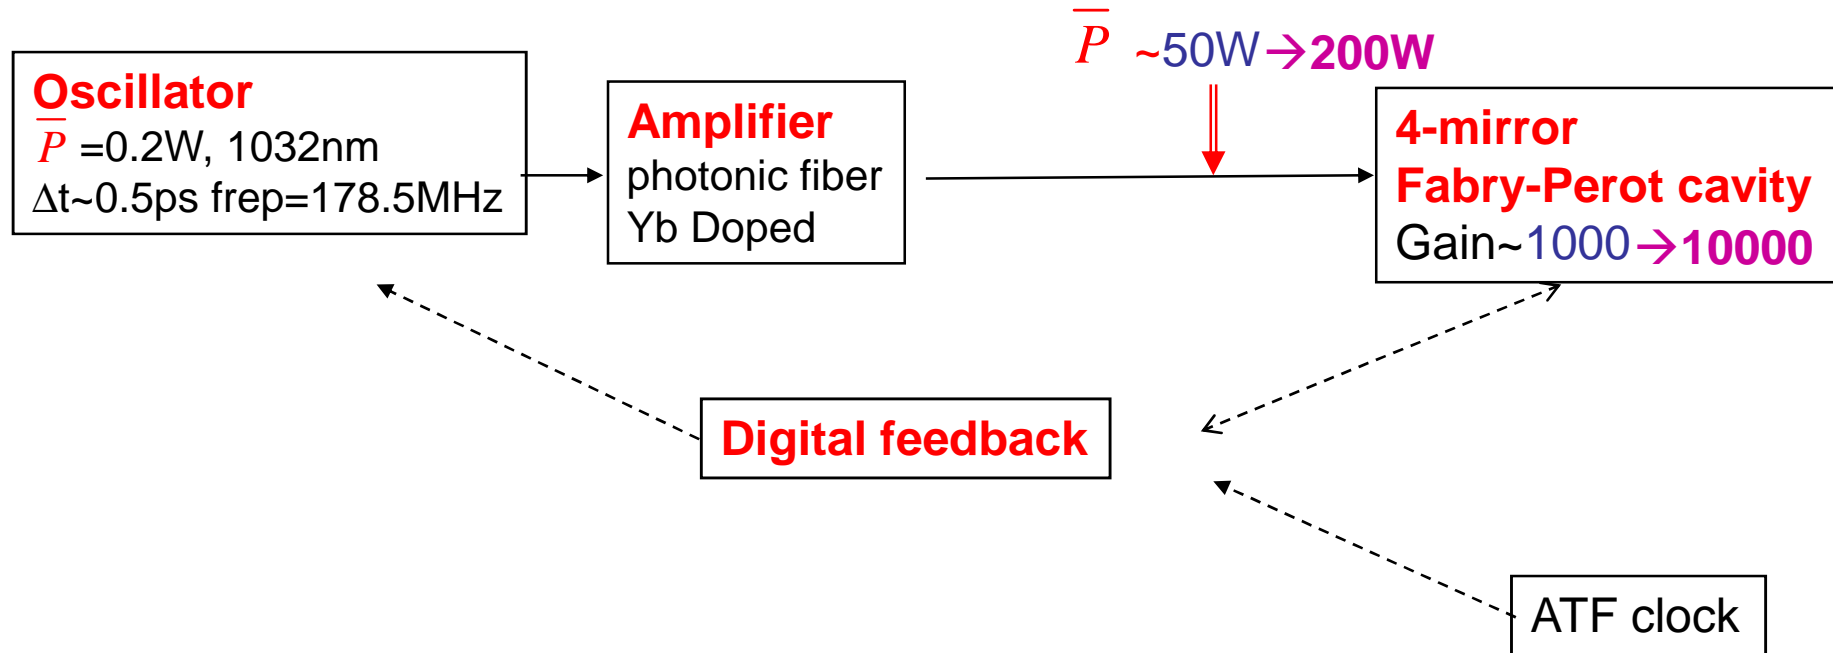 Oscillator
P̅ =0.2W, 1032nm
Δt~0.5ps frep=178.5MHz
Amplifier
photonic fiber
Yb Doped
P̅ ~50W→200W
4-mirror
Fabry-Perot cavity
Gain~1000→10000
Digital feedback
ATF clock